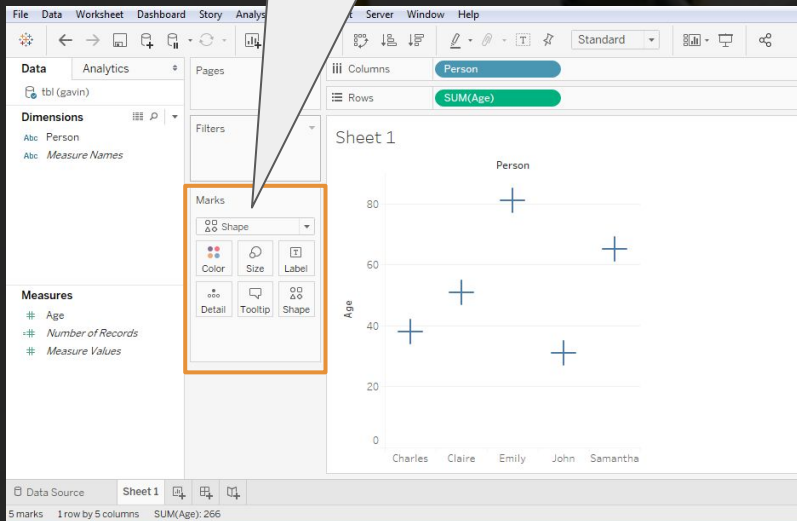 File Data Worksheet Dashboard Story Analys t Server Window Help
Standard
Data Analytics Pages iii Columns Person
tbl (gavin) Rows SUM(Age)
Dimensions Filters
Abc Person
Abc Measure Names
Sheet 1
Person
Marks
Shape
Color Size Label
Detail Tooltip Shape
Measures
# Age
=# Number of Records
# Measure Values
Age
80
60
40
20
0
Charles Claire Emily John Samantha
Data Source Sheet 1
5 marks 1 row by 5 columns SUM(Age): 266